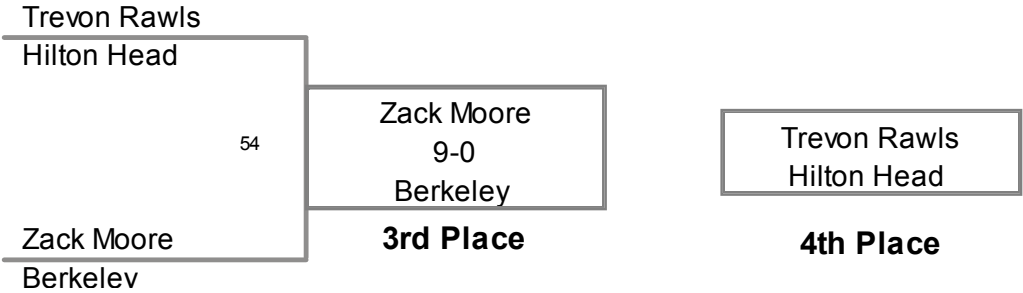 Trevon Rawls
Hilton Head
54
Zack Moore
Berkeley
Zack Moore
9-0
Berkeley
3rd Place
Trevon Rawls
Hilton Head
4th Place